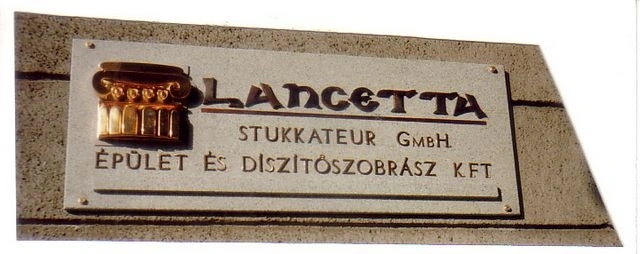 LANCETTA
STUKKATEUR GMBH
ÉPÜLET ÉS DÍSZÍTŐSZOBRÁSZ KFT